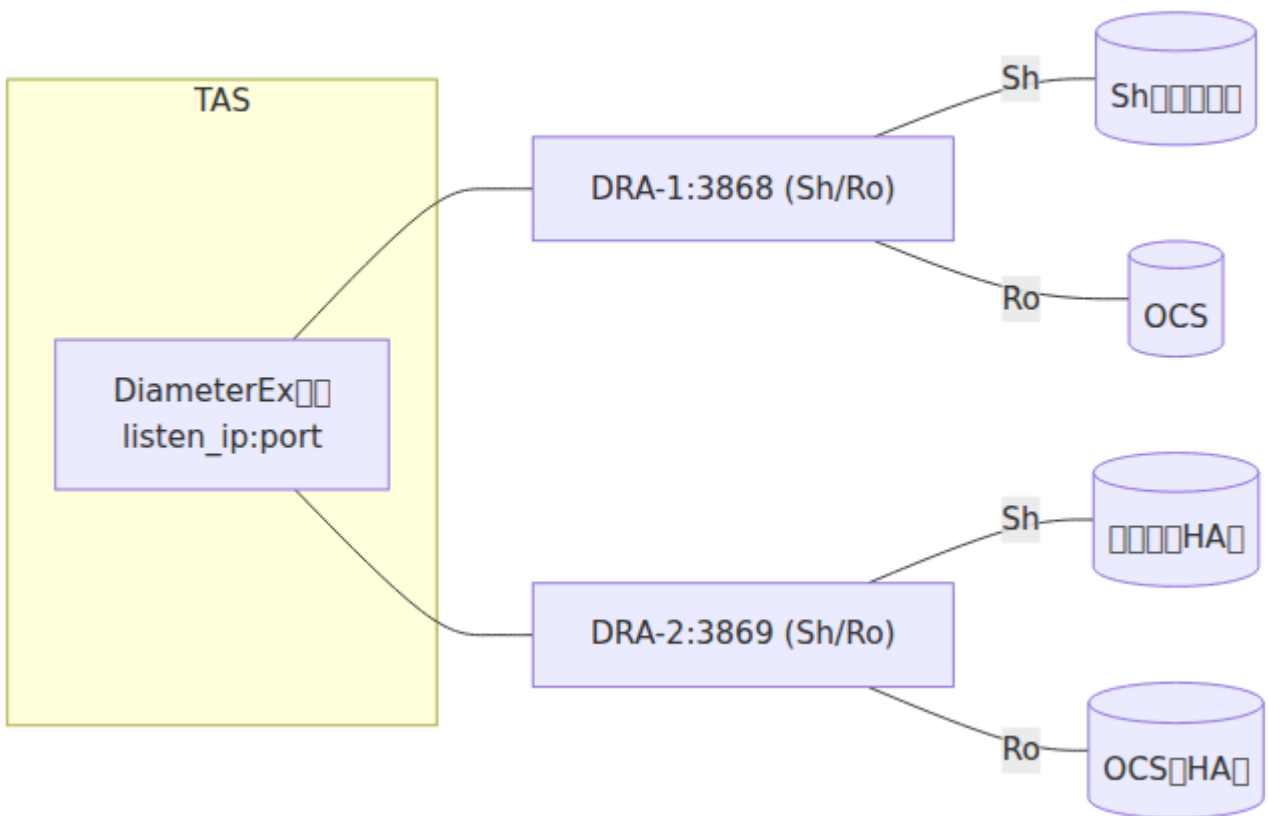 TAS
DiameterEx
listen_ip:port
DRA-1:3868 (Sh/Ro)
DRA-2:3869 (Sh/Ro)
Sh
Ro
Sh
Ro
Sh
OCS
HA
OCS HA